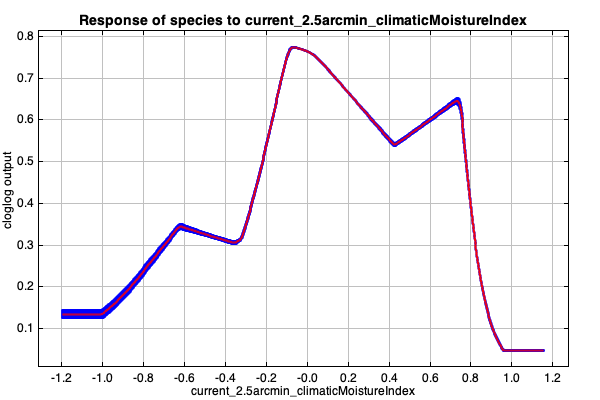 Response of species to current_2.5arcmin_climaticMoistureIndex
0.8
0.7
0.6
0.5
0.4
0.3
0.2
0.1
cloglog output
-1.2 -1.0 -0.8 -0.6 -0.4 -0.2 -0.0 0.2 0.4 0.6 0.8 1.0 1.2
current_2.5arcmin_climaticMoistureIndex